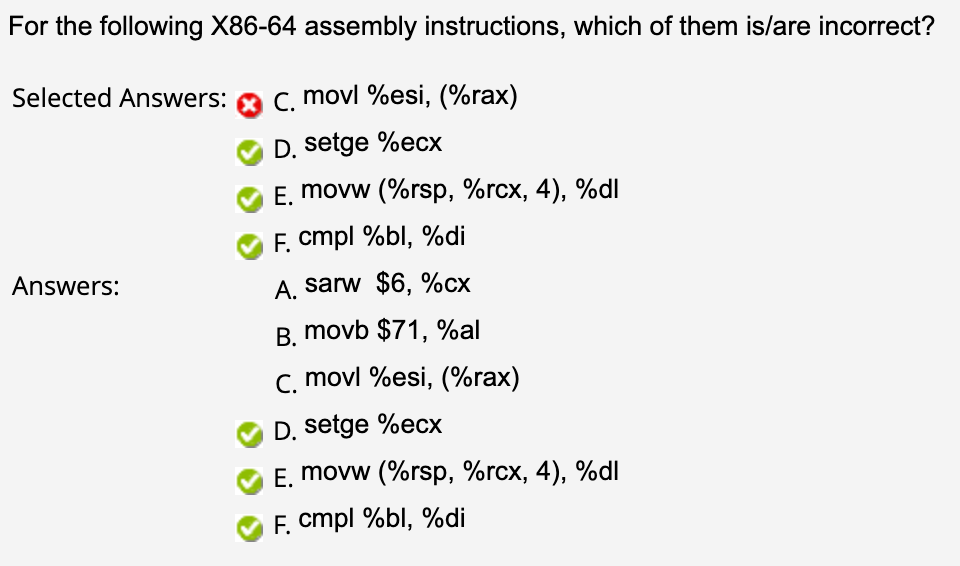 For the following X86-64 assembly instructions, which of them is/are incorrect?
Selected Answers: C. movl %esi, (%rax)
D. setge %ecx
E. movw (%rsp, %rcx, 4), %dl
F. cmpl %bl, %di
Answers: A. sarw $6, %cx
B. movb $71, %al
C. movl %esi, (%rax)
D. setge %ecx
E. movw (%rsp, %rcx, 4), %dl
F. cmpl %bl, %di